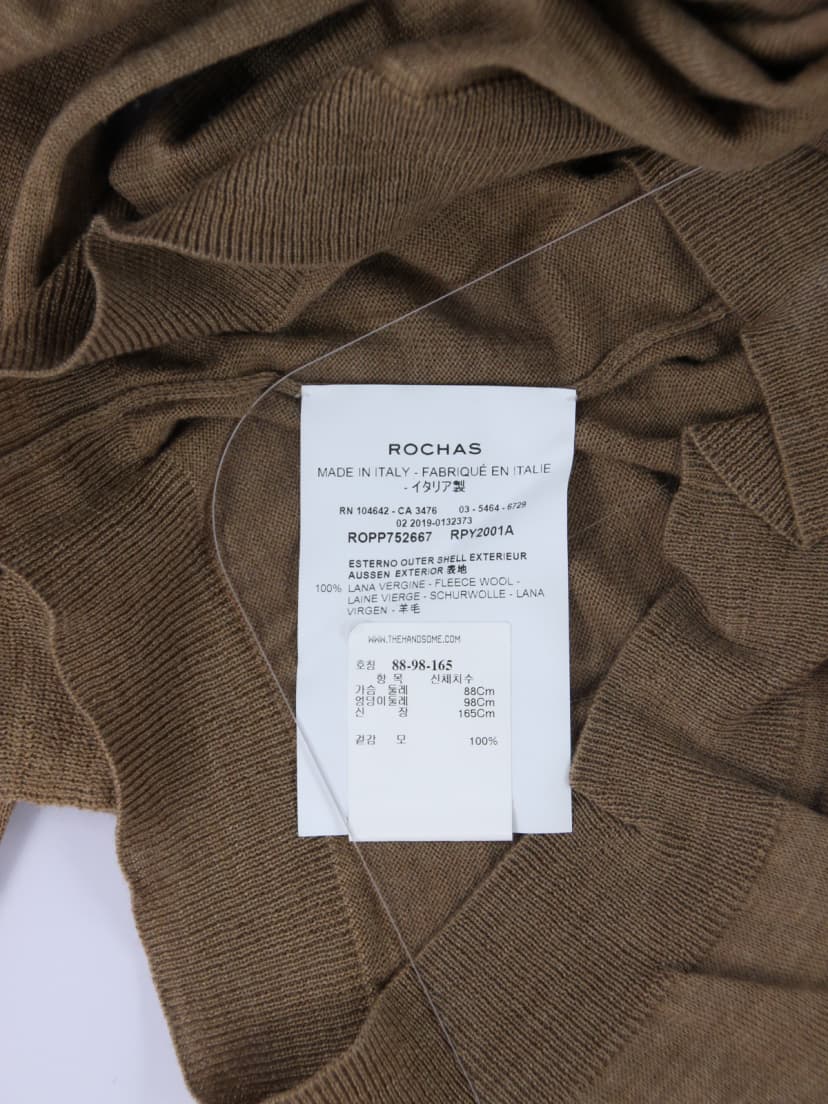 ROCHAS
MADE IN ITALY - FABRIQUÉ EN ITALIE
- イタリア製
RN 104642 - CA 3476 03 - 5464 - 6729
02 2019-0132373
ROPP752667 RPY2001A
ESTERNO OUTER SHELL EXTERIEUR
AUSSEN EXTERIOR 表地
100% LANA VERGINE - FLEECE WOOL -
LAINE VIERGE - SCHURWOLLE - LANA
VIRGEN - 羊毛
WWW.THEHANDSOME.COM
호칭 88-98-165
항 목 신체치수
가슴 둘레 88Cm
엉덩이둘레 98Cm
신 장 165Cm
겉감 모 100%